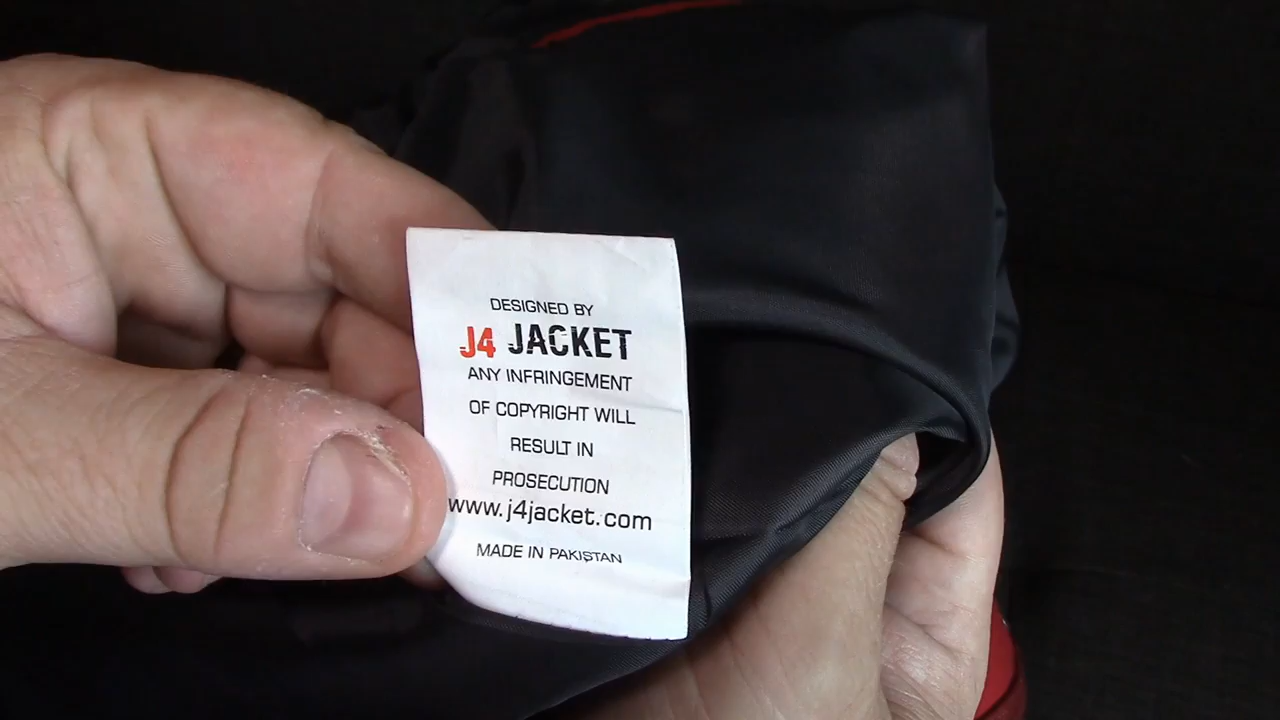 DESIGNED BY
J4 JACKET
ANY INFRINGEMENT
OF COPYRIGHT WILL
RESULT IN
PROSECUTION
www.j4jacket.com
MADE IN PAKISTAN